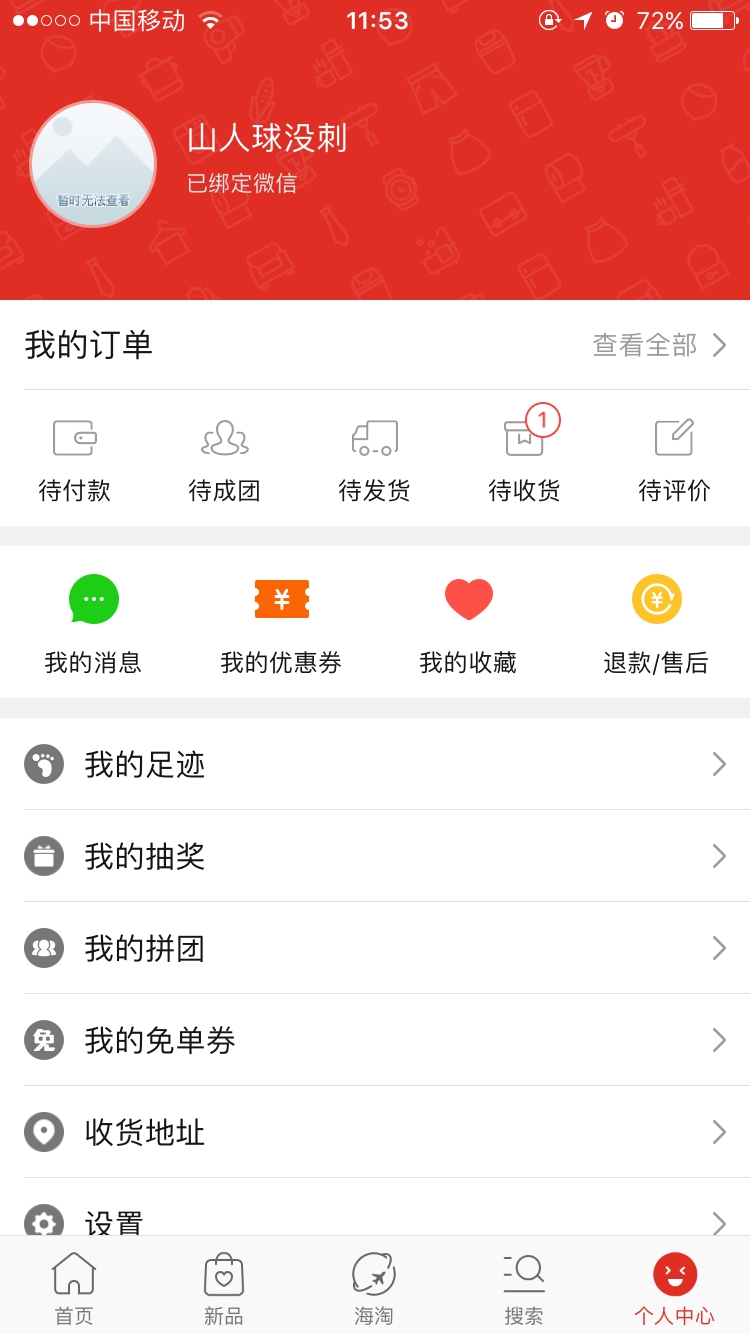 中国移动 11:53 72%
山人球没刺
已绑定微信
暂时无法查看
我的订单 查看全部
1
待付款 待成团 待发货 待收货 待评价
¥ ¥
我的消息 我的优惠券 我的收藏 退款/售后
我的足迹
我的抽奖
我的拼团
免 我的免单券
收货地址
设置
首页 新品 海淘 搜索 个人中心